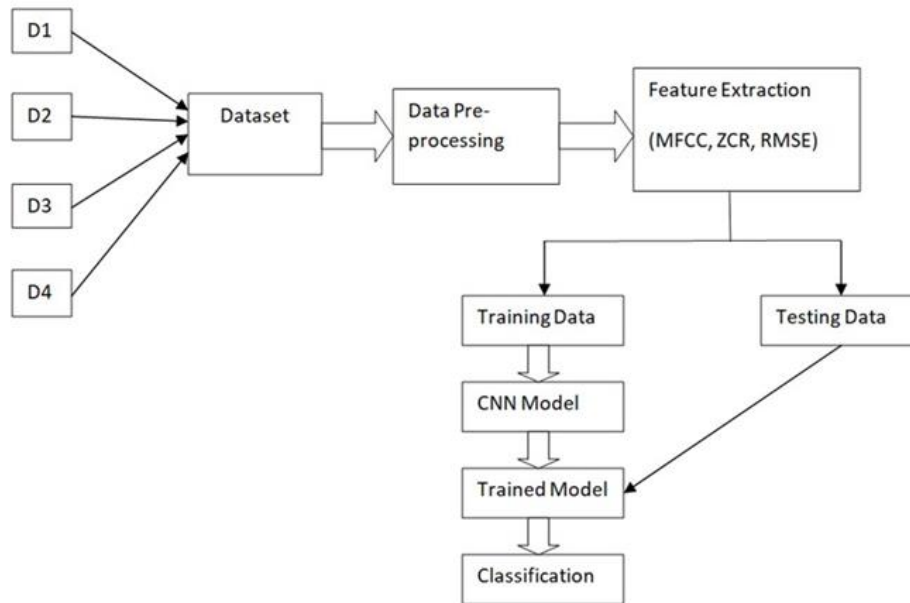 D1
D2
D3
D4
Dataset
Data Pre-
processing
Feature Extraction
(MFCC, ZCR, RMSE)
Training Data
Testing Data
CNN Model
Trained Model
Classification